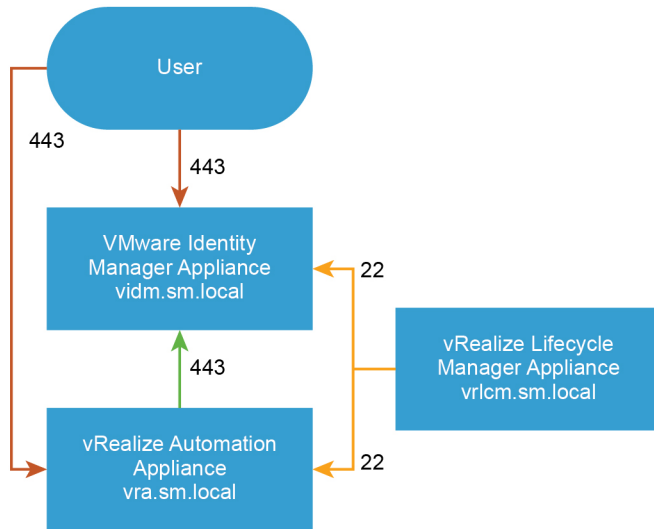 User
443
443
VMware Identity
Manager Appliance
vidm.sm.local
22
vRealize Lifecycle
Manager Appliance
vrlcm.sm.local
443
vRealize Automation
Appliance
vra.sm.local
22